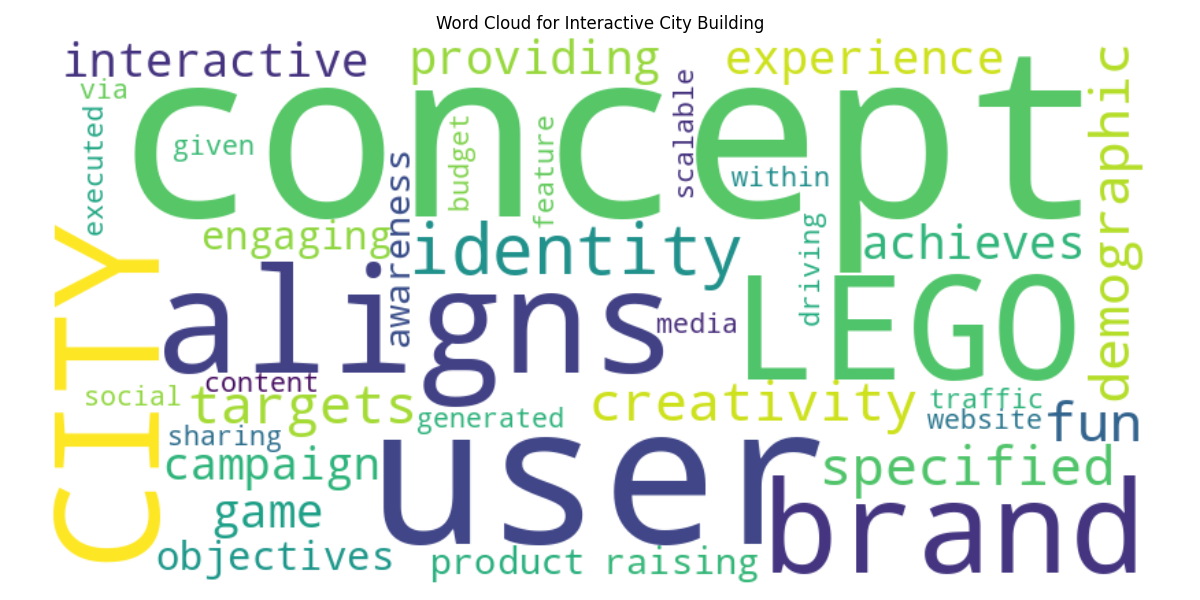 Word Cloud for Interactive City Building
interactive
providing
experience
via
concept
demographic
executed
given
budget
feature
scalable
within
awareness
engaging
identity
driving
achieves
CITY
aligns
media
LEGO
content
social
targets
generated
creativity
traffic
website
fun
sharing
campaign
user
specified
game
brand
objectives
product
raising